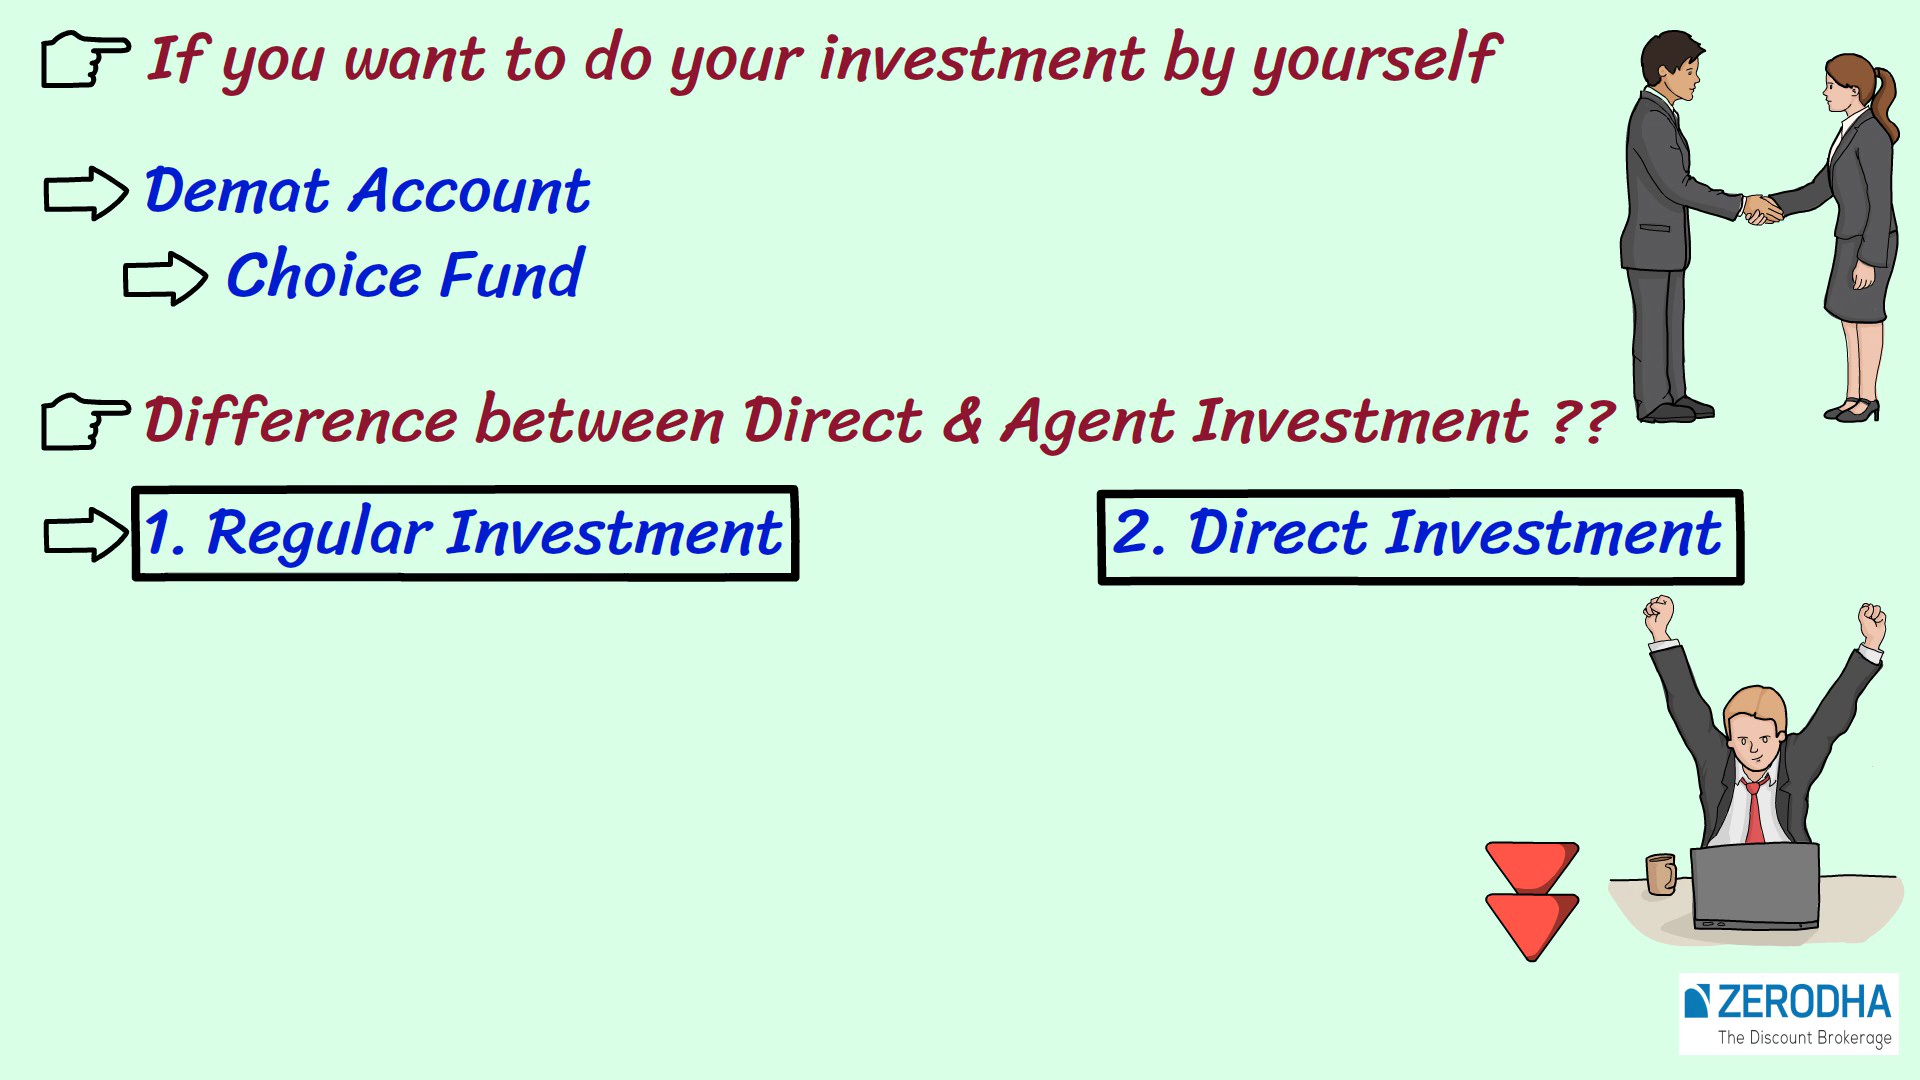 If you want to do your investment by yourself
Demat Account
Choice Fund
Difference between Direct & Agent Investment ??
1. Regular Investment
2. Direct Investment
ZERODHA
The Discount Brokerage